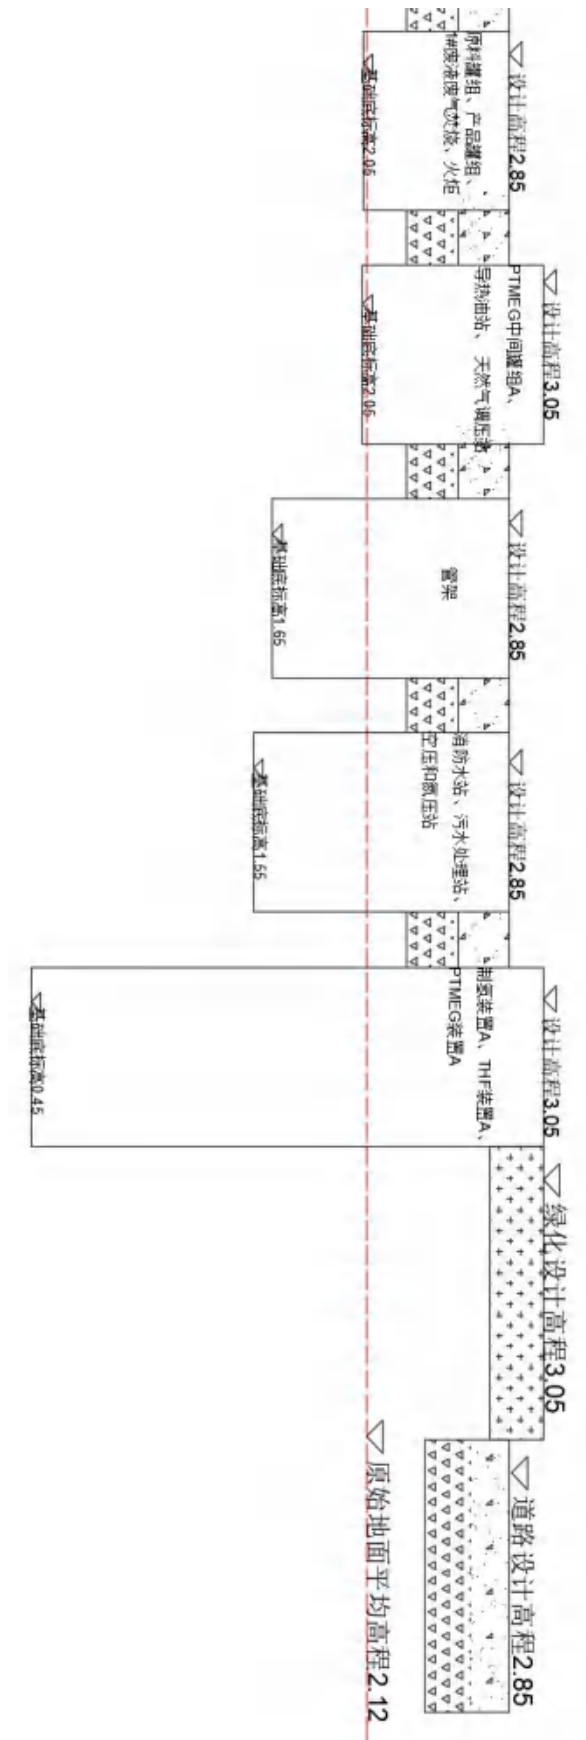 设计高程2.85
原料罐组、产品罐组、
1#废液废气焚烧、火炬
基础底标高2.05
设计高程3.05
PTMEG中间罐组A、
导热油站、天然气调压站
基础底标高2.05
设计高程2.85
管架
基础底标高1.65
设计高程2.85
消防水站、污水处理站、
空压和氮压站
基础底标高1.55
设计高程3.05
制氢装置A、THF装置A、
PTMEG装置A
基础底标高0.45
绿化设计高程3.05
道路设计高程2.85
原始地面平均高程2.12